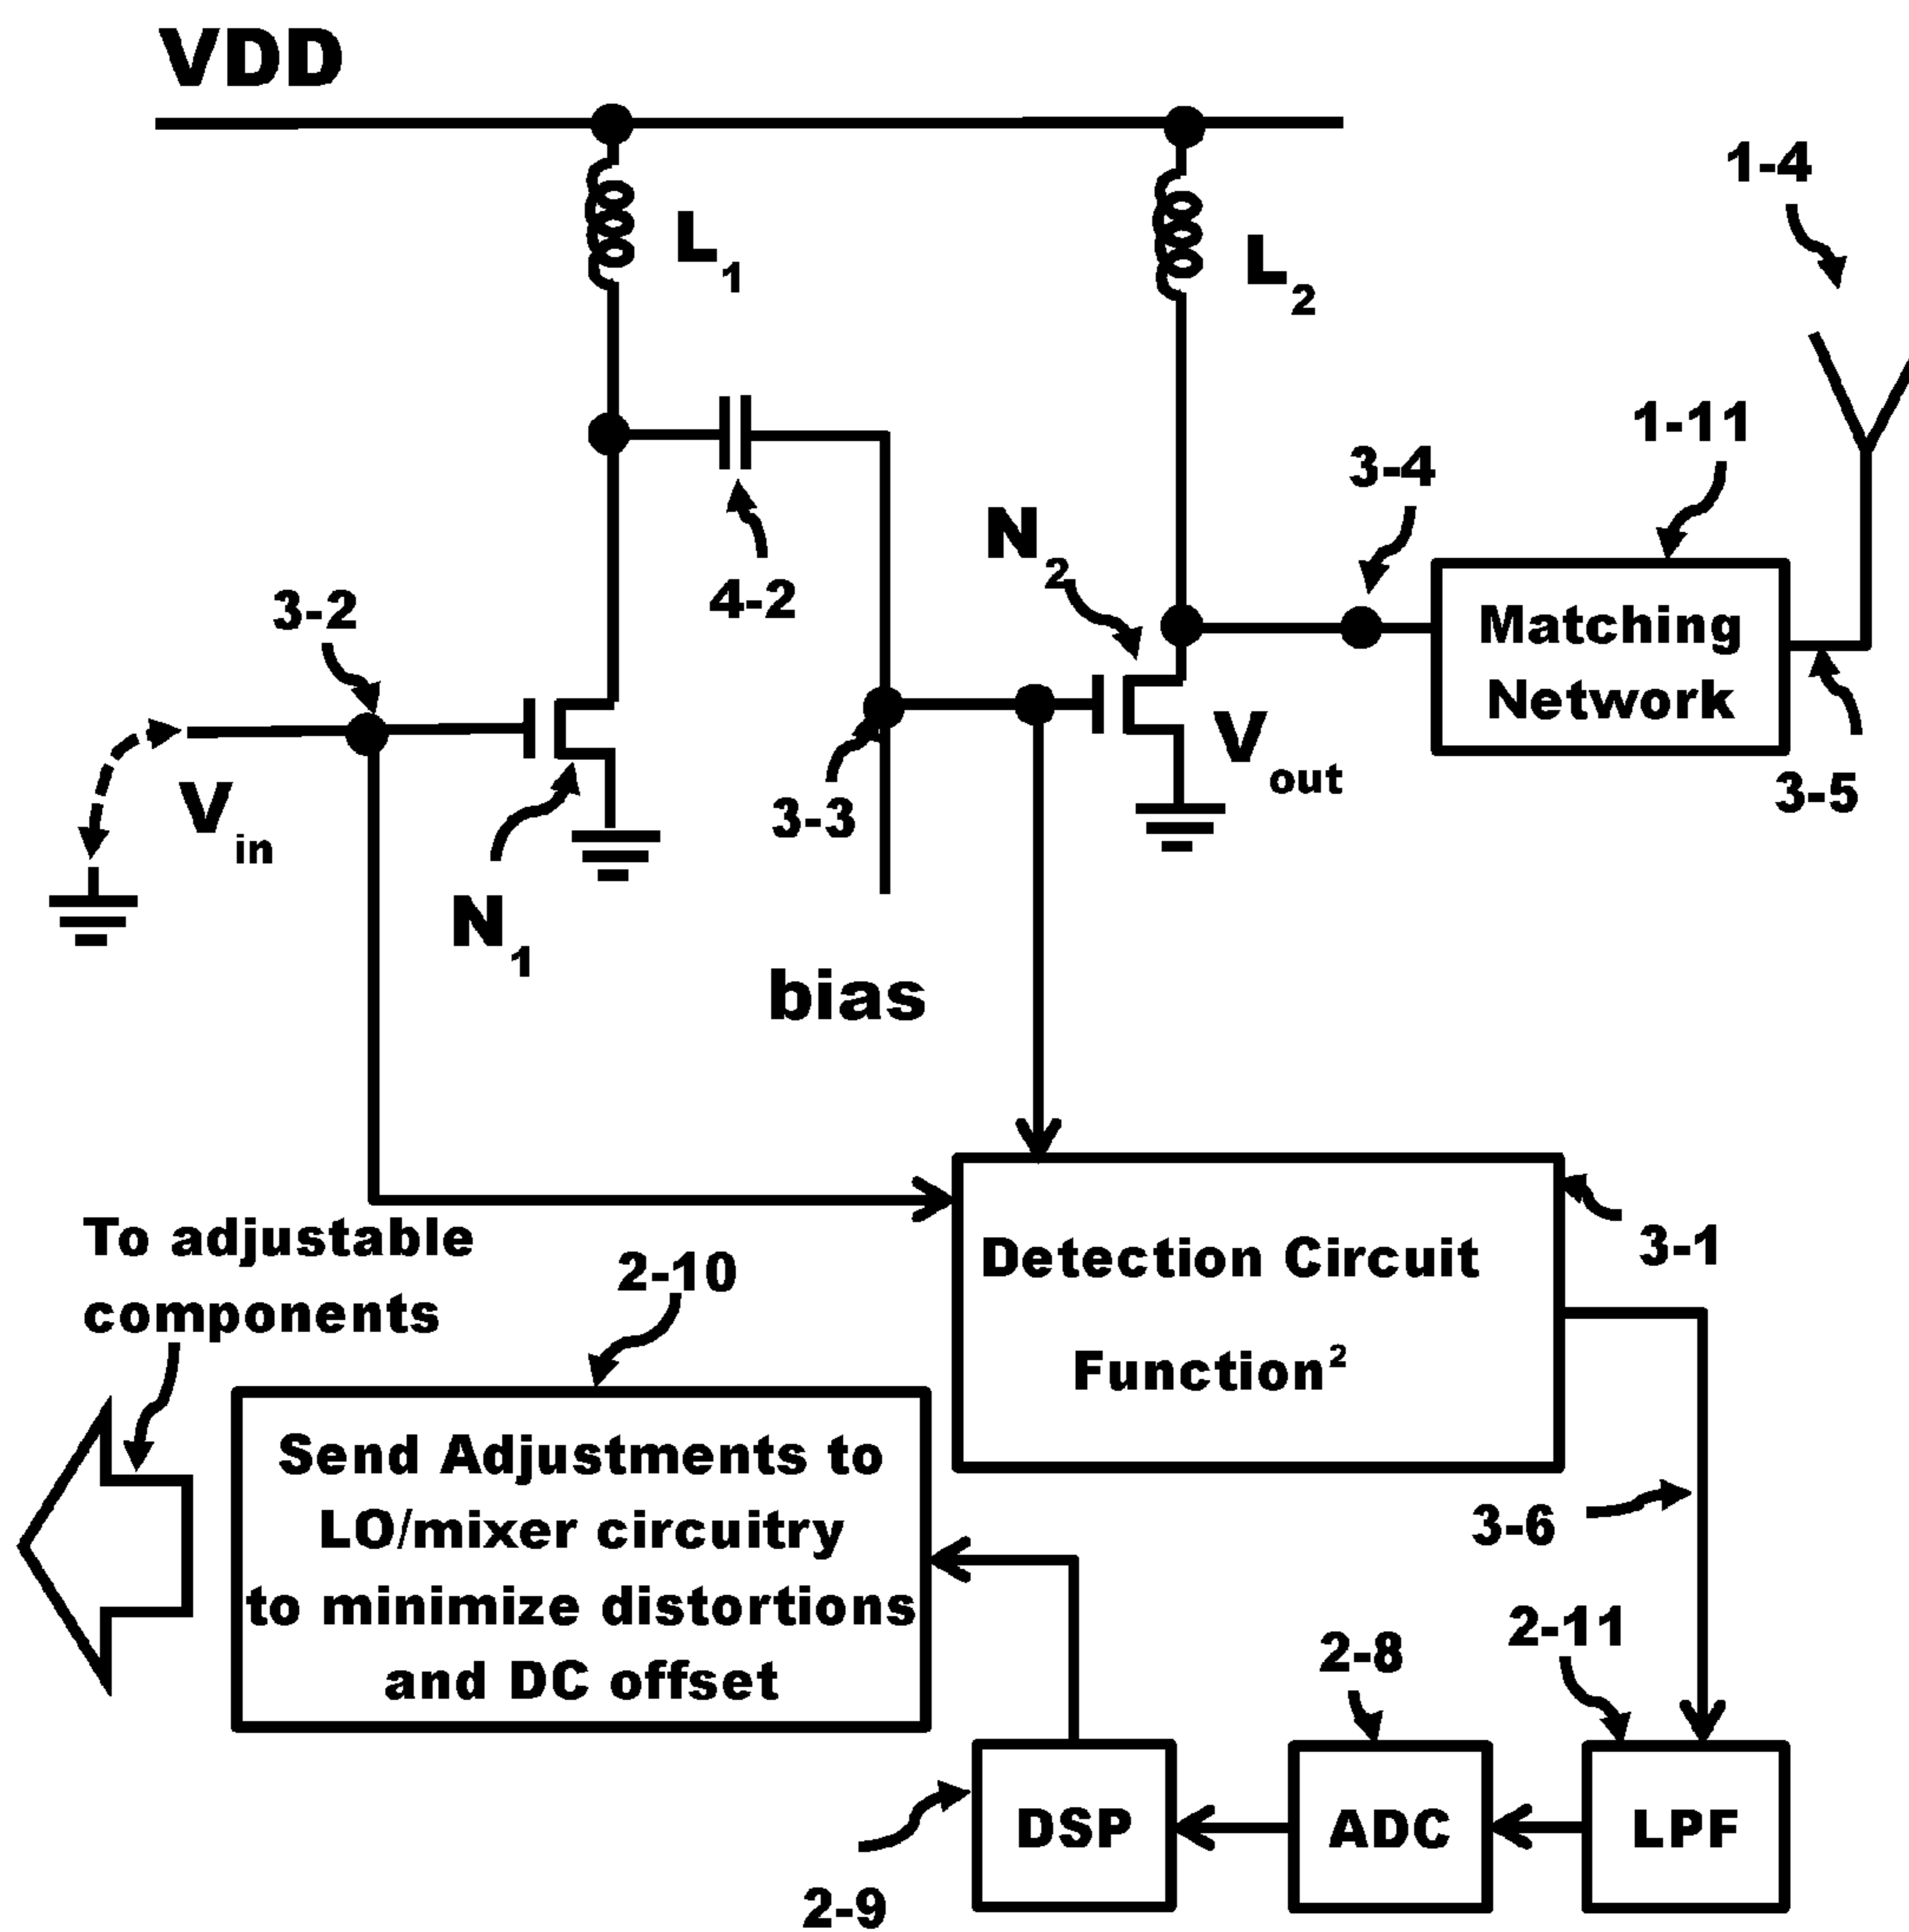 VDD
1-4
L1
L2
1-11
3-4
N2
4-2
3-2
Matching
Network
Vout
3-5
Vin
3-3
N1
bias
To adjustable
components
2-10
Detection Circuit
Function²
3-1
Send Adjustments to
LO/mixer circuitry
to minimize distortions
and DC offset
3-6
2-11
2-8
DSP
ADC
LPF
2-9